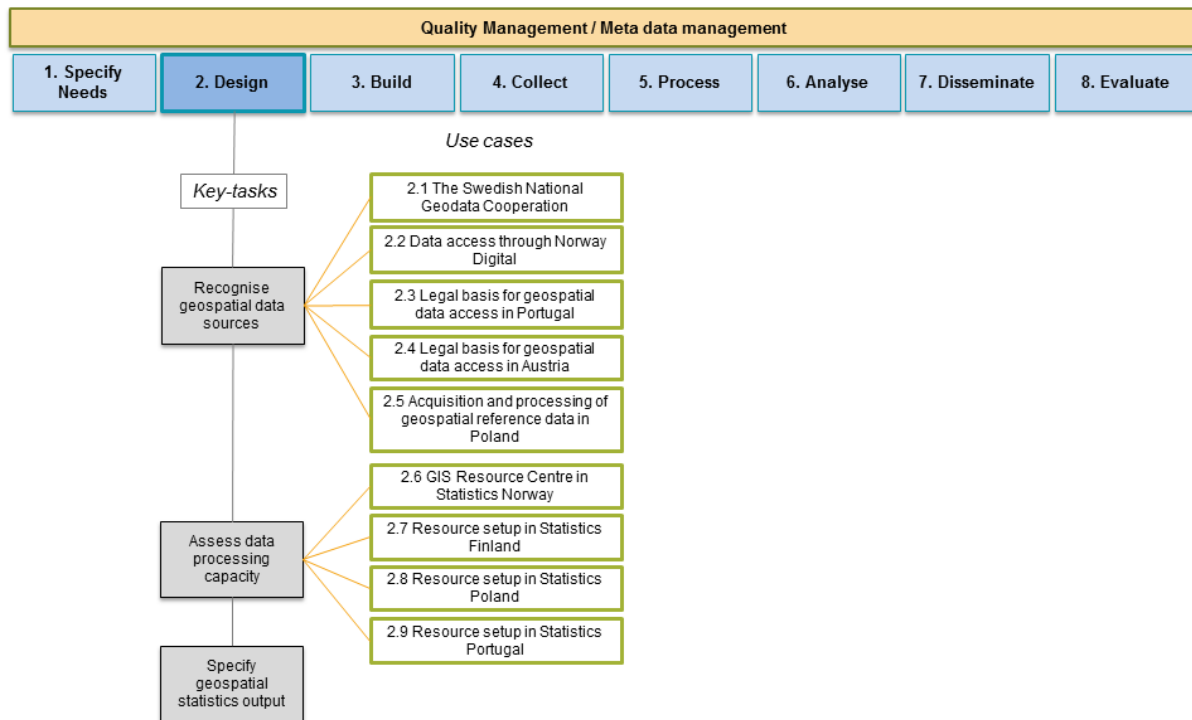 Quality Management / Meta data management
1. Specify
Needs
2. Design
3. Build
4. Collect
5. Process
6. Analyse
7. Disseminate
8. Evaluate
Use cases
Key-tasks
Recognise
geospatial data
sources
2.1 The Swedish National
Geodata Cooperation
2.2 Data access through Norway
Digital
2.3 Legal basis for geospatial
data access in Portugal
2.4 Legal basis for geospatial
data access in Austria
2.5 Acquisition and processing of
geospatial reference data in
Poland
Assess data
processing
capacity
2.6 GIS Resource Centre in
Statistics Norway
2.7 Resource setup in Statistics
Finland
2.8 Resource setup in Statistics
Poland
2.9 Resource setup in Statistics
Portugal
Specify
geospatial
statistics output